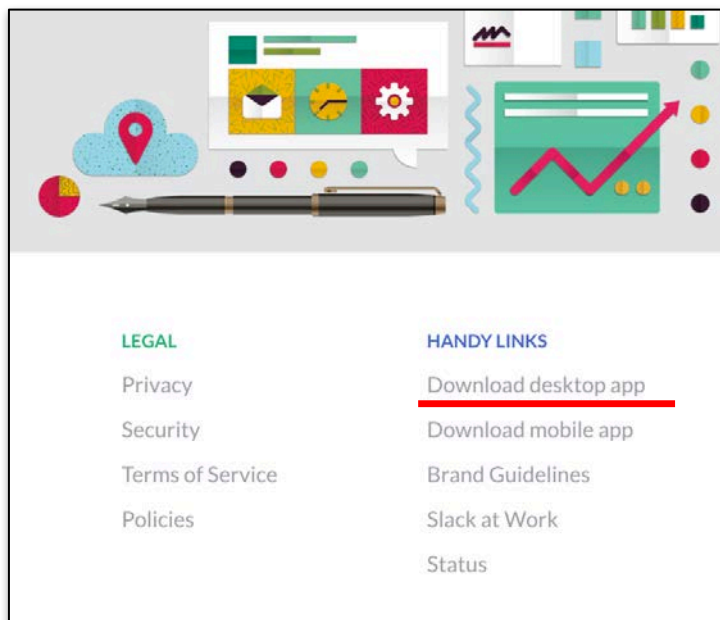 LEGAL
Privacy
Security
Terms of Service
Policies
HANDY LINKS
Download desktop app
Download mobile app
Brand Guidelines
Slack at Work
Status